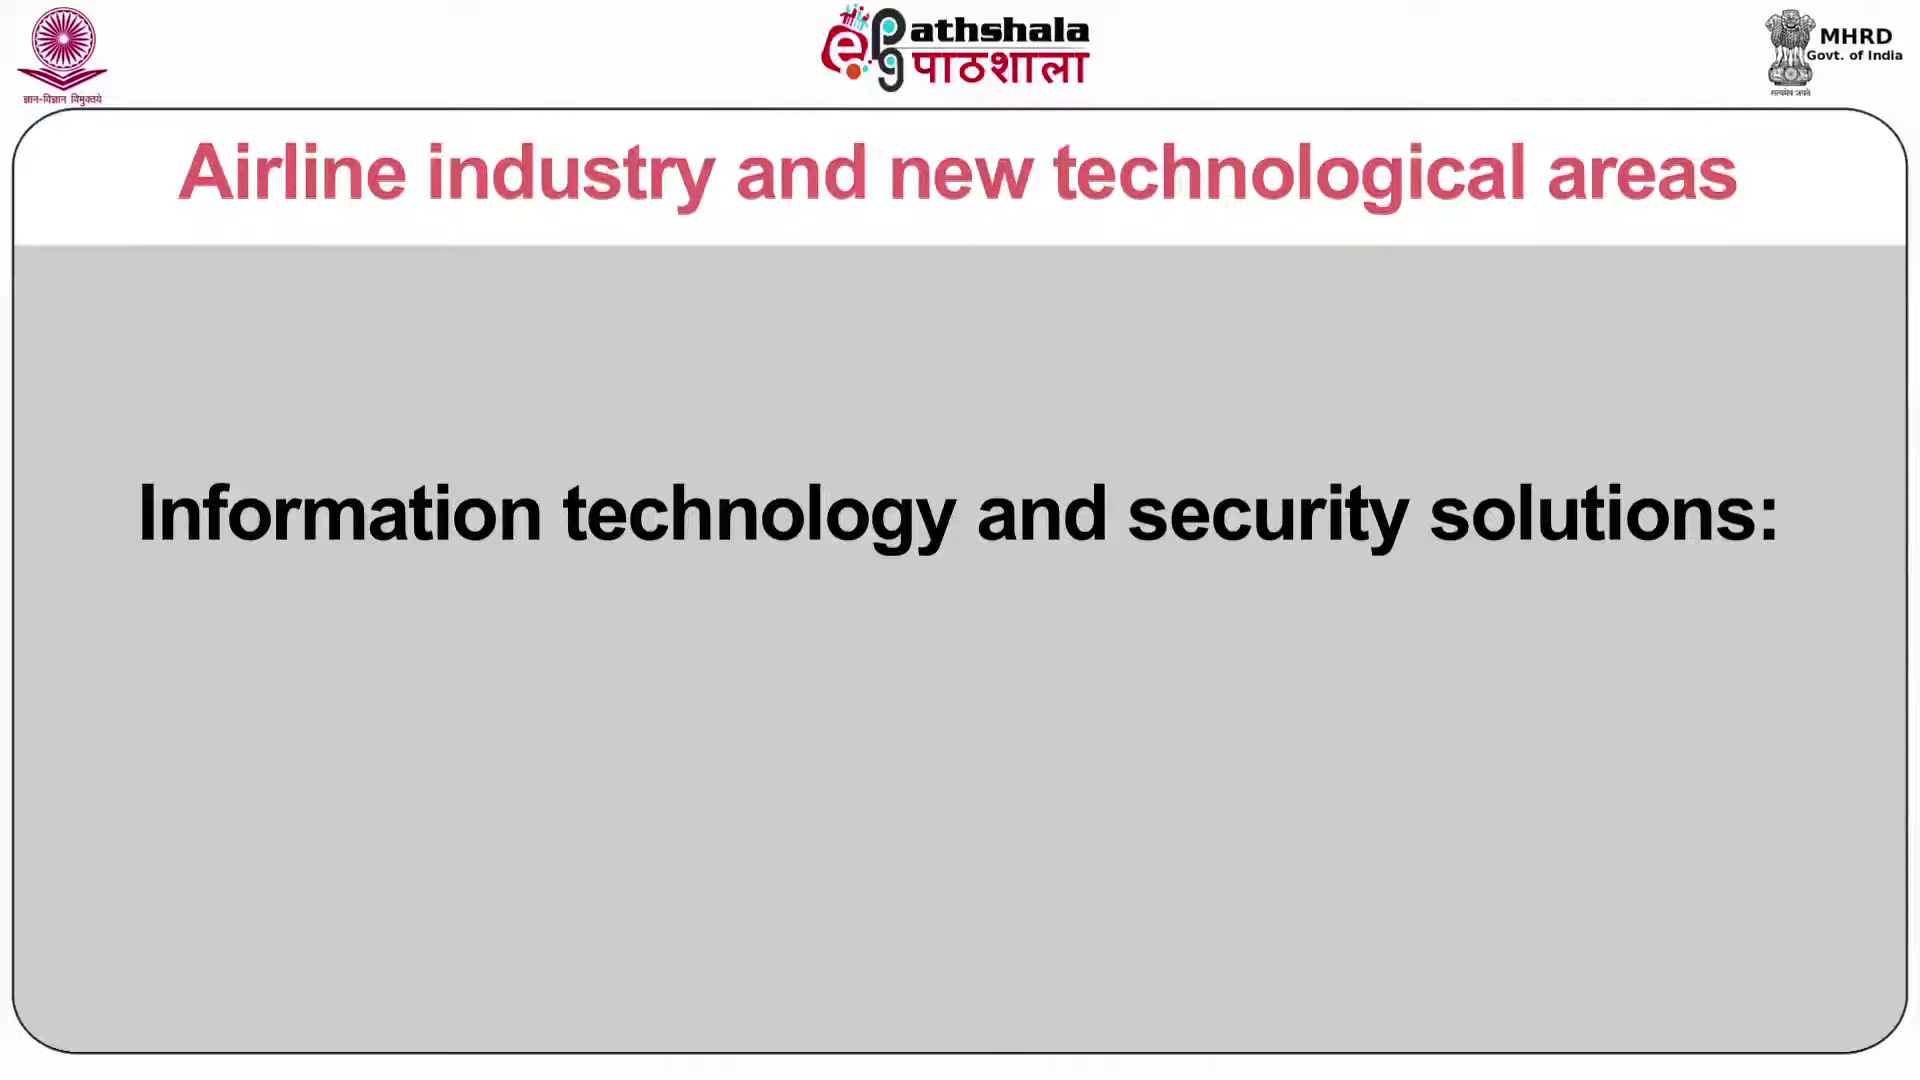 ज्ञान-विज्ञान विमुक्तये
ePathshala
पाठशाला
MHRD
Govt. of India
सत्यमेव जयते
Airline industry and new technological areas
Information technology and security solutions: